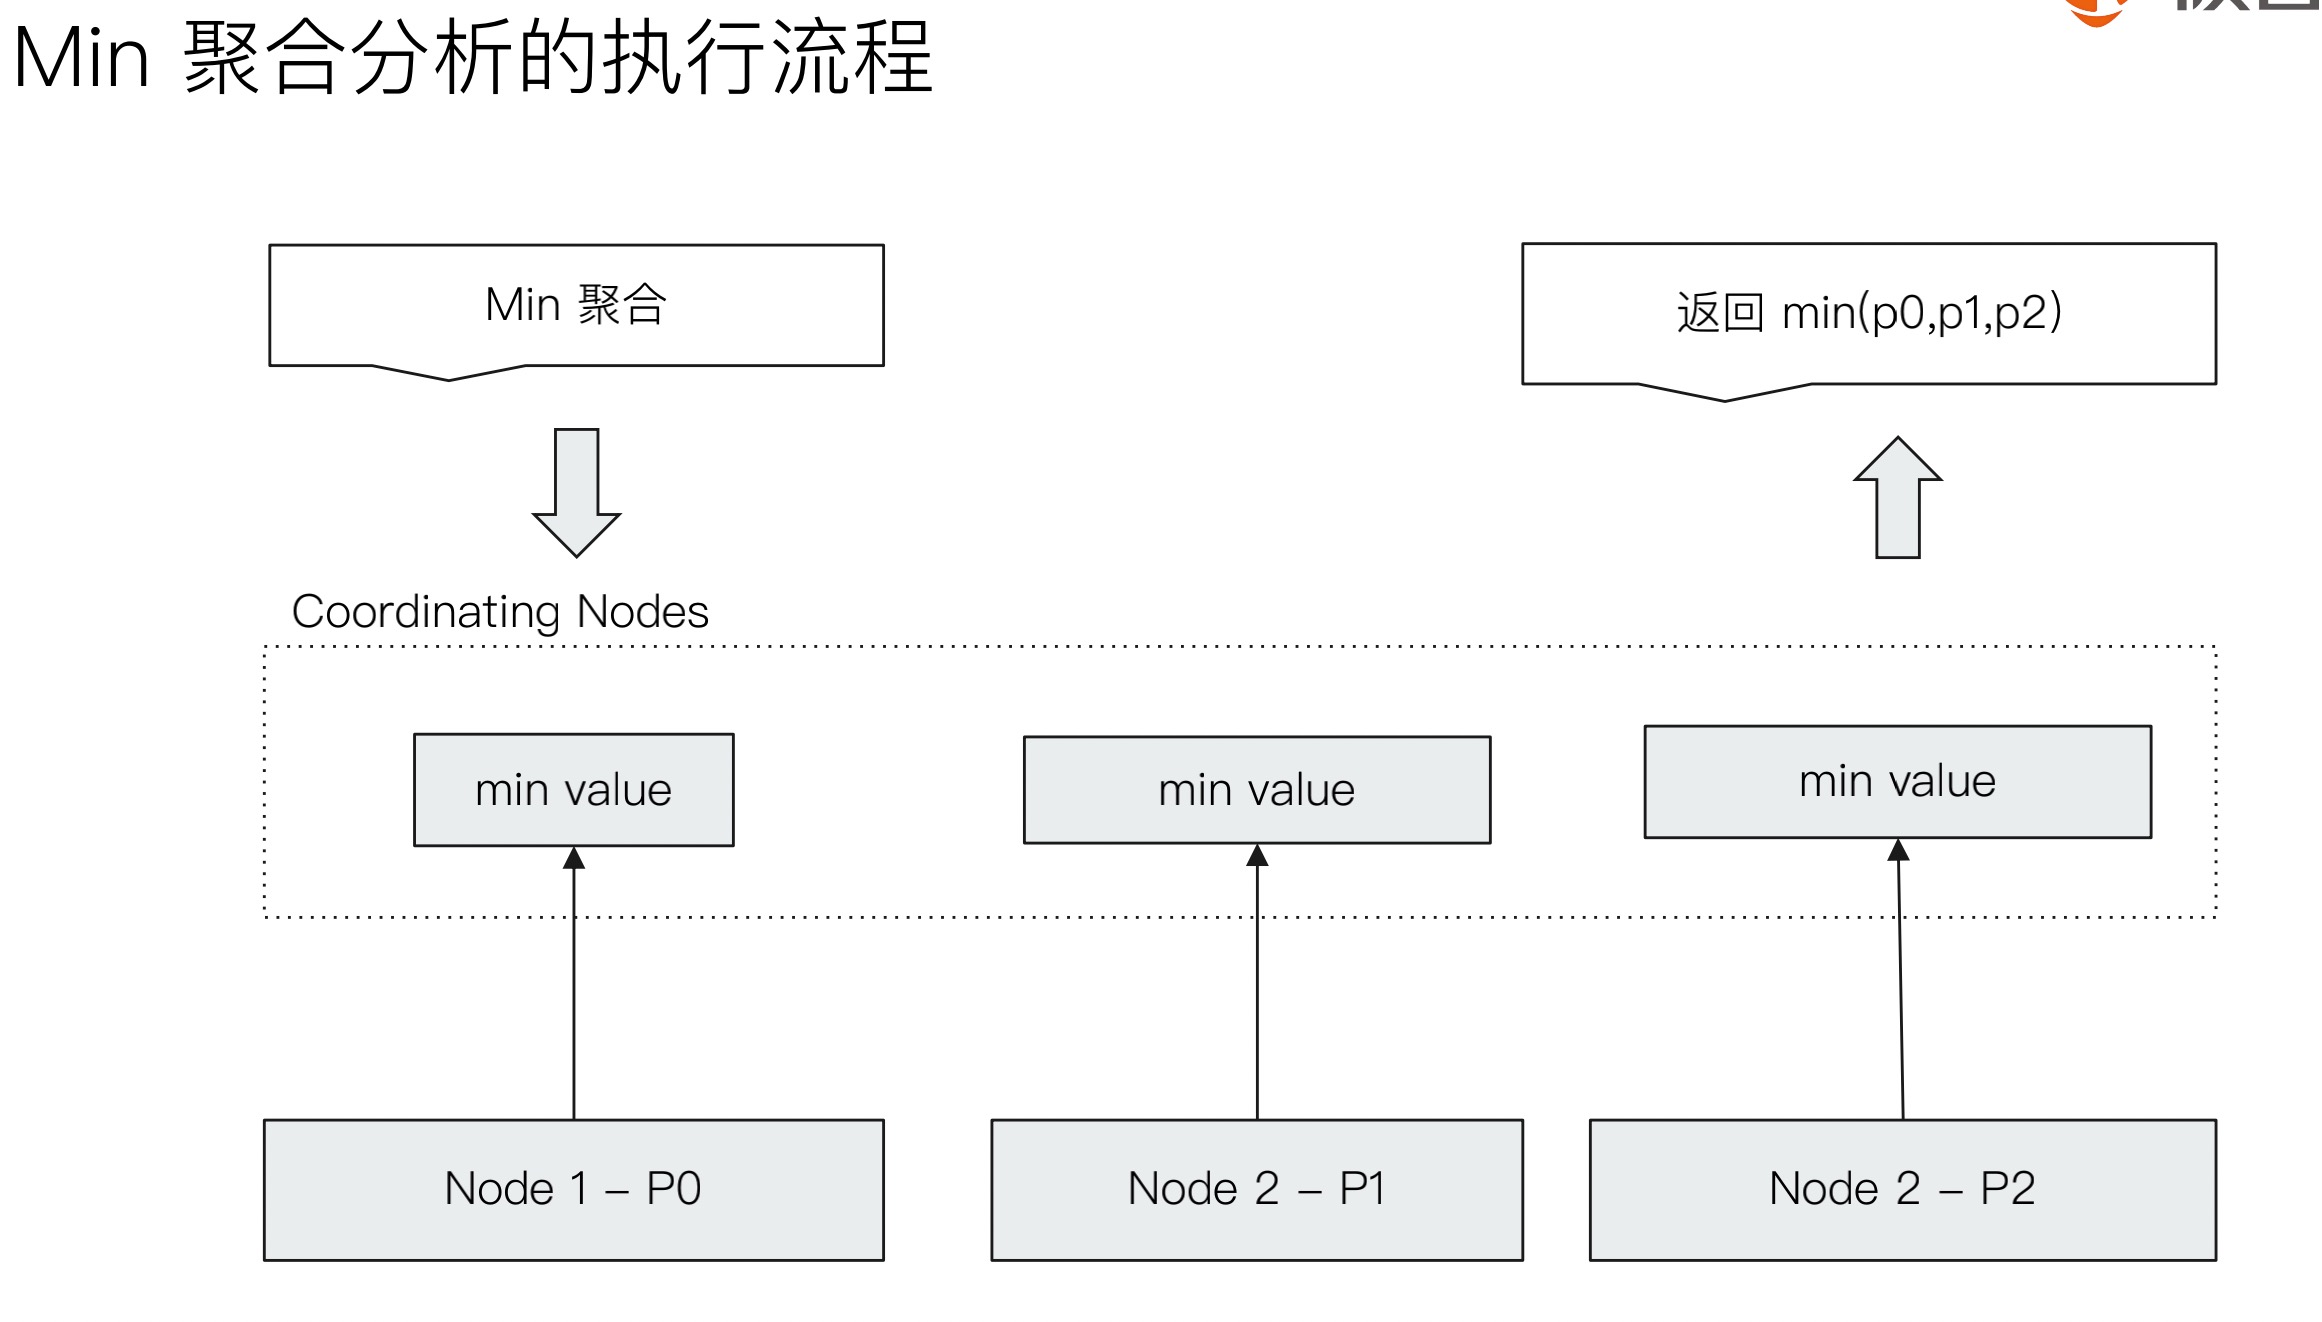 Min 聚合分析的执行流程
Min 聚合
返回 min(p0,p1,p2)
Coordinating Nodes
min value
min value
min value
Node 1 – P0
Node 2 – P1
Node 2 – P2